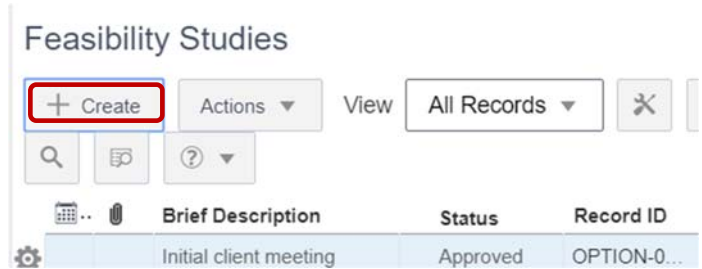 Feasibility Studies
+ Create Actions View All Records
?
.. Brief Description Status Record ID
Initial client meeting Approved OPTION-0...